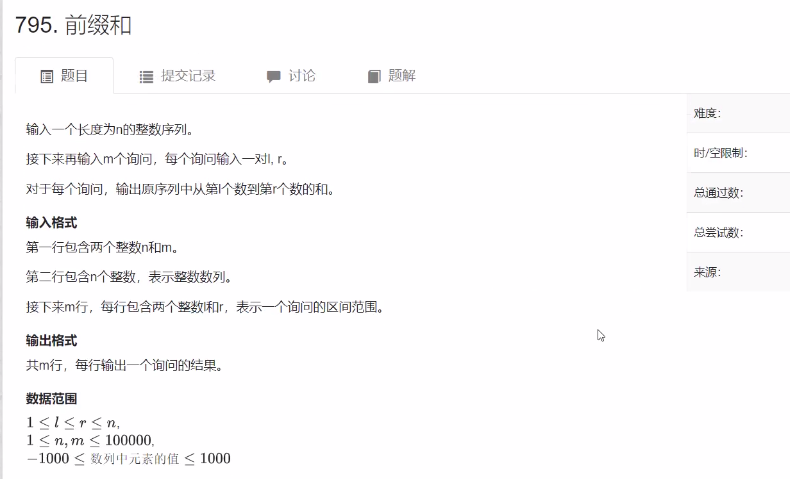 795. 前缀和
题目 提交记录 讨论 题解
输入一个长度为n的整数序列。
接下来再输入m个询问，每个询问输入一对l, r。
对于每个询问，输出原序列中从第l个数到第r个数的和。
输入格式
第一行包含两个整数n和m。
第二行包含n个整数，表示整数数列。
接下来m行，每行包含两个整数l和r，表示一个询问的区间范围。
输出格式
共m行，每行输出一个询问的结果。
数据范围
1 ≤ l ≤ r ≤ n,
1 ≤ n, m ≤ 100000,
−1000 ≤ 数列中元素的值 ≤ 1000
难度：
时/空限制：
总通过数：
总尝试数：
来源：